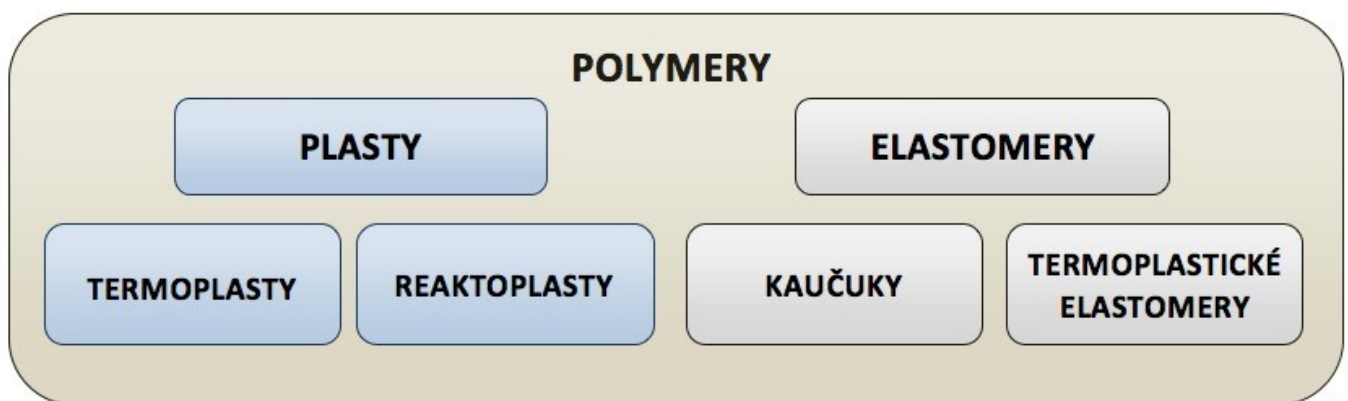 POLYMERY
PLASTY
ELASTOMERY
TERMOPLASTY
REAKTOPLASTY
KAUČUKY
TERMOPLASTICKÉ
ELASTOMERY